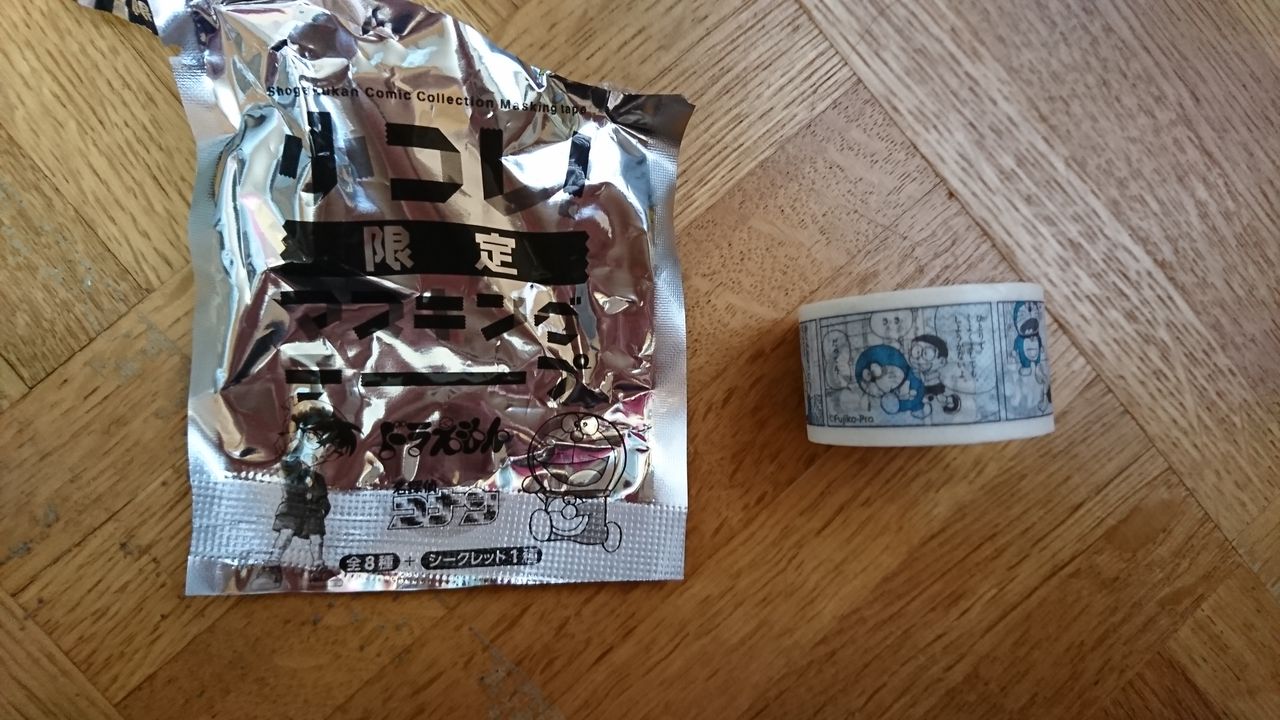 限
Shogakukan Comic Collection Masking tape
ソコレ!
限定
マスキング
テープ
ドラえもん
名探偵
コナン
全8種+シークレット1種
©Fujiko-Pro